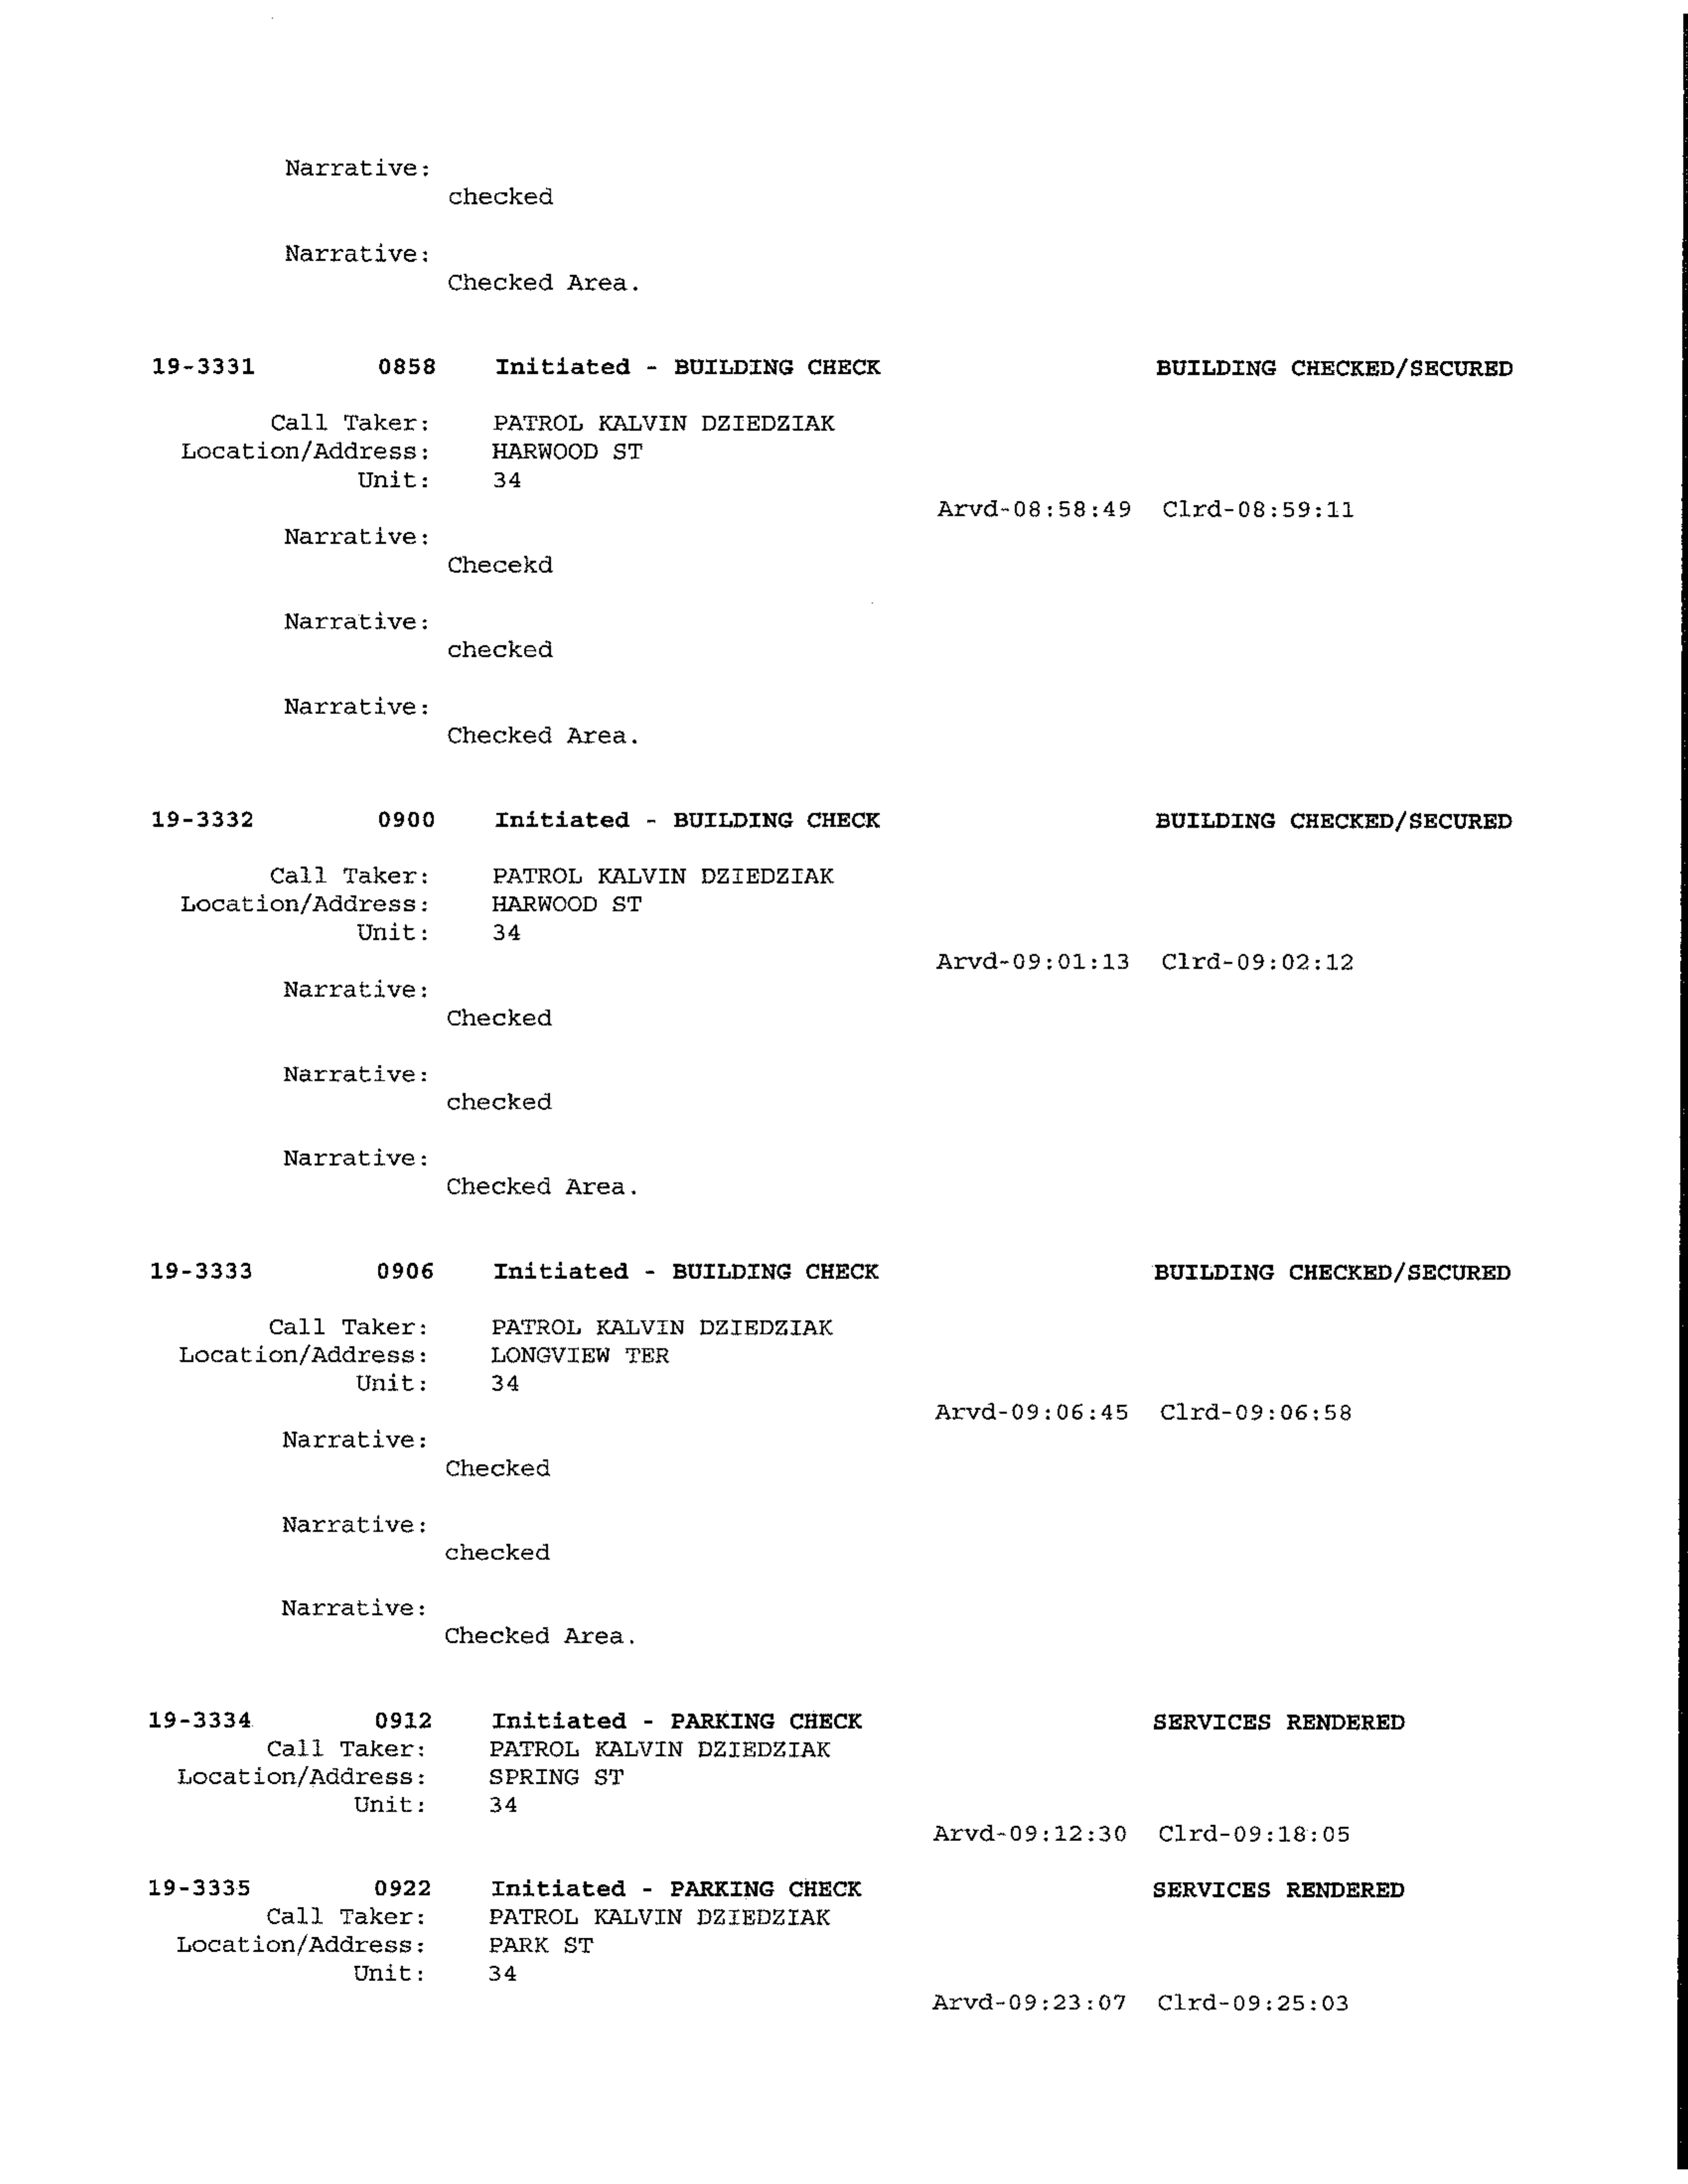 Narrative:
checked
Narrative:
Checked Area.
19-3331 0858 Initiated - BUILDING CHECK BUILDING CHECKED/SECURED
Call Taker: PATROL KALVIN DZIEDZIAK
Location/Address: HARWOOD ST
Unit: 34
Arvd-08:58:49 Clrd-08:59:11
Narrative:
Checekd
Narrative:
checked
Narrative:
Checked Area.
19-3332 0900 Initiated - BUILDING CHECK BUILDING CHECKED/SECURED
Call Taker: PATROL KALVIN DZIEDZIAK
Location/Address: HARWOOD ST
Unit: 34
Arvd-09:01:13 Clrd-09:02:12
Narrative:
Checked
Narrative:
checked
Narrative:
Checked Area.
19-3333 0906 Initiated - BUILDING CHECK BUILDING CHECKED/SECURED
Call Taker: PATROL KALVIN DZIEDZIAK
Location/Address: LONGVIEW TER
Unit: 34
Arvd-09:06:45 Clrd-09:06:58
Narrative:
Checked
Narrative:
checked
Narrative:
Checked Area.
19-3334 0912 Initiated - PARKING CHECK SERVICES RENDERED
Call Taker: PATROL KALVIN DZIEDZIAK
Location/Address: SPRING ST
Unit: 34
Arvd-09:12:30 Clrd-09:18:05
19-3335 0922 Initiated - PARKING CHECK SERVICES RENDERED
Call Taker: PATROL KALVIN DZIEDZIAK
Location/Address: PARK ST
Unit: 34
Arvd-09:23:07 Clrd-09:25:03